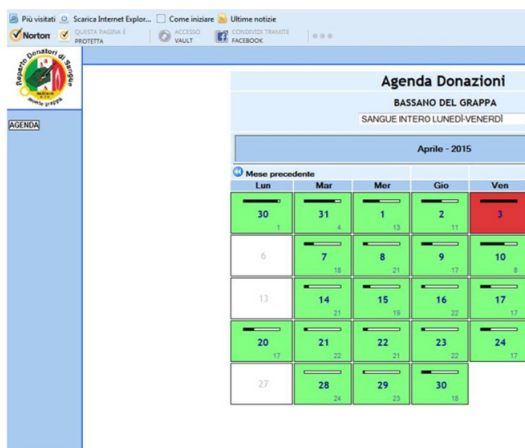 Più visitati Scarica Internet Explor... Come iniziare Ultime notizie
Norton QUESTA PAGINA È PROTETTA ACCESSO VAULT CONDIVIDI TRAMITE FACEBOOK
Reparto Donatori di Sangue
monte grappa
AGENDA
Agenda Donazioni
BASSANO DEL GRAPPA
SANGUE INTERO LUNEDÌ-VENERDÌ
Aprile - 2015
Mese precedente
Lun Mar Mer Gio Ven
30 31 1 2 3
1 4 13 11
6 7 8 9 10
18 21 17 8
13 14 15 16 17
21 19 22 17
20 21 22 23 24
17 22 21 22 17
27 28 29 30
24 23 18